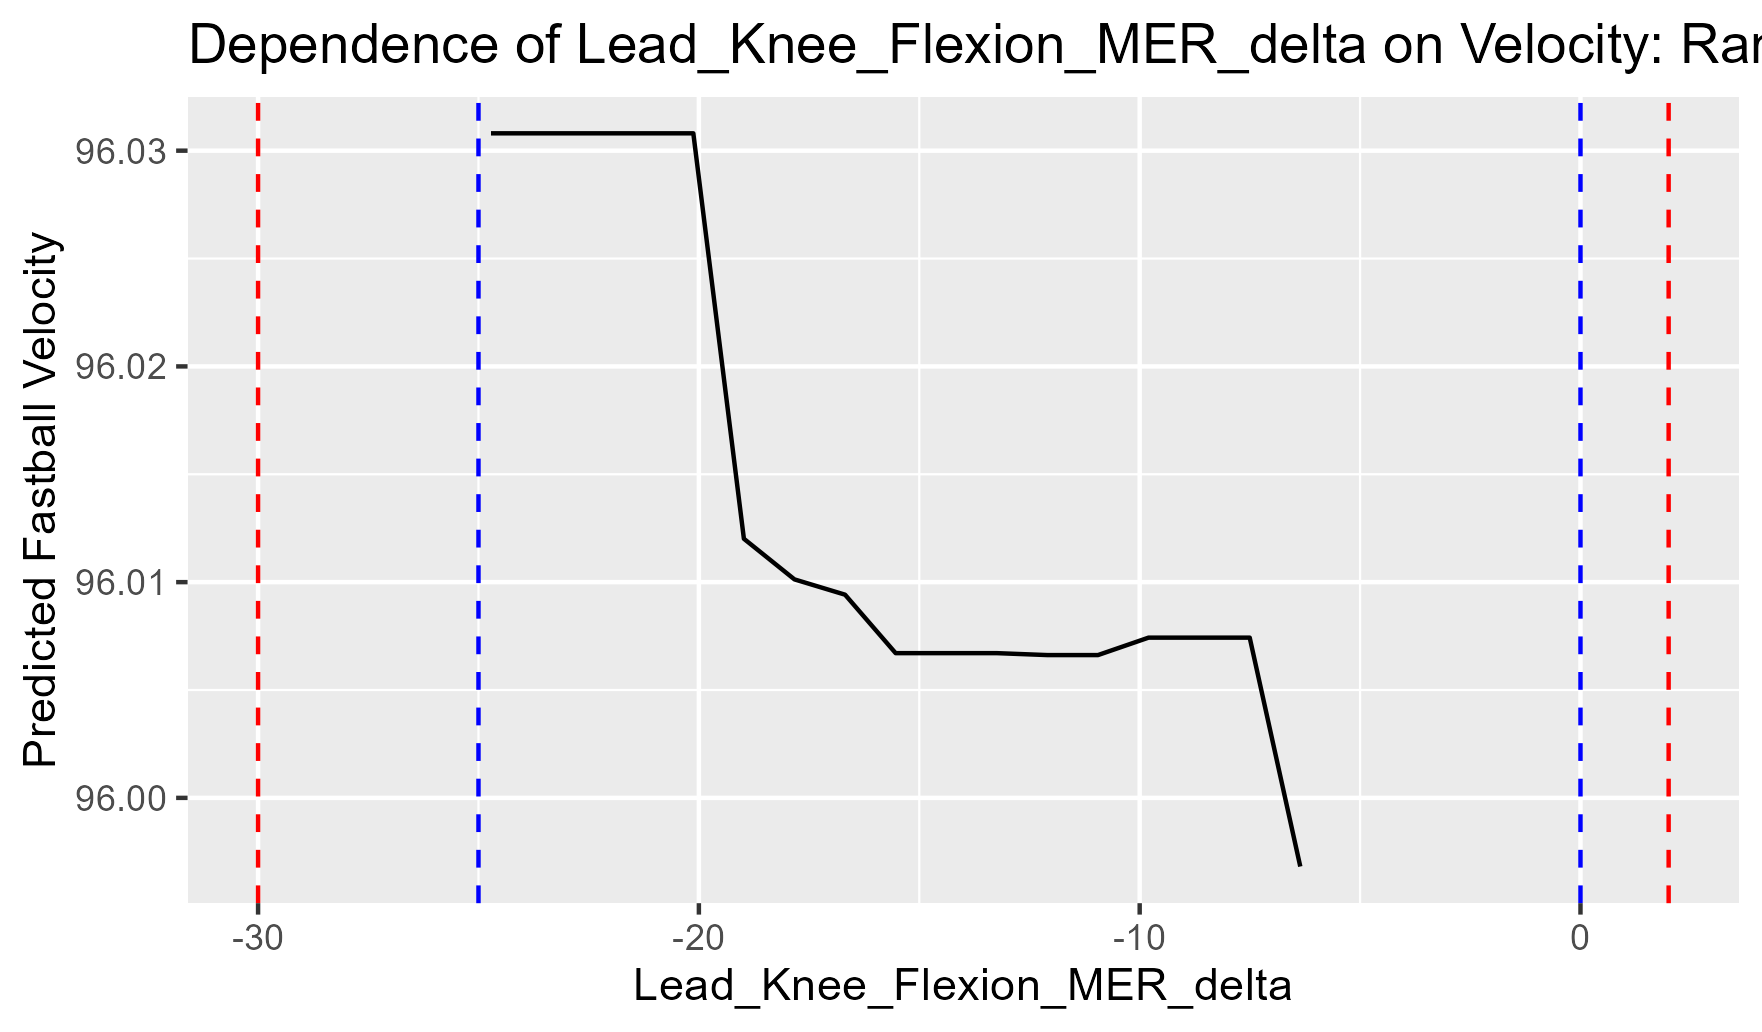 Dependence of Lead_Knee_Flexion_MER_delta on Velocity: Ran
Predicted Fastball Velocity
96.03
96.02
96.01
96.00
-30
-20
-10
0
Lead_Knee_Flexion_MER_delta